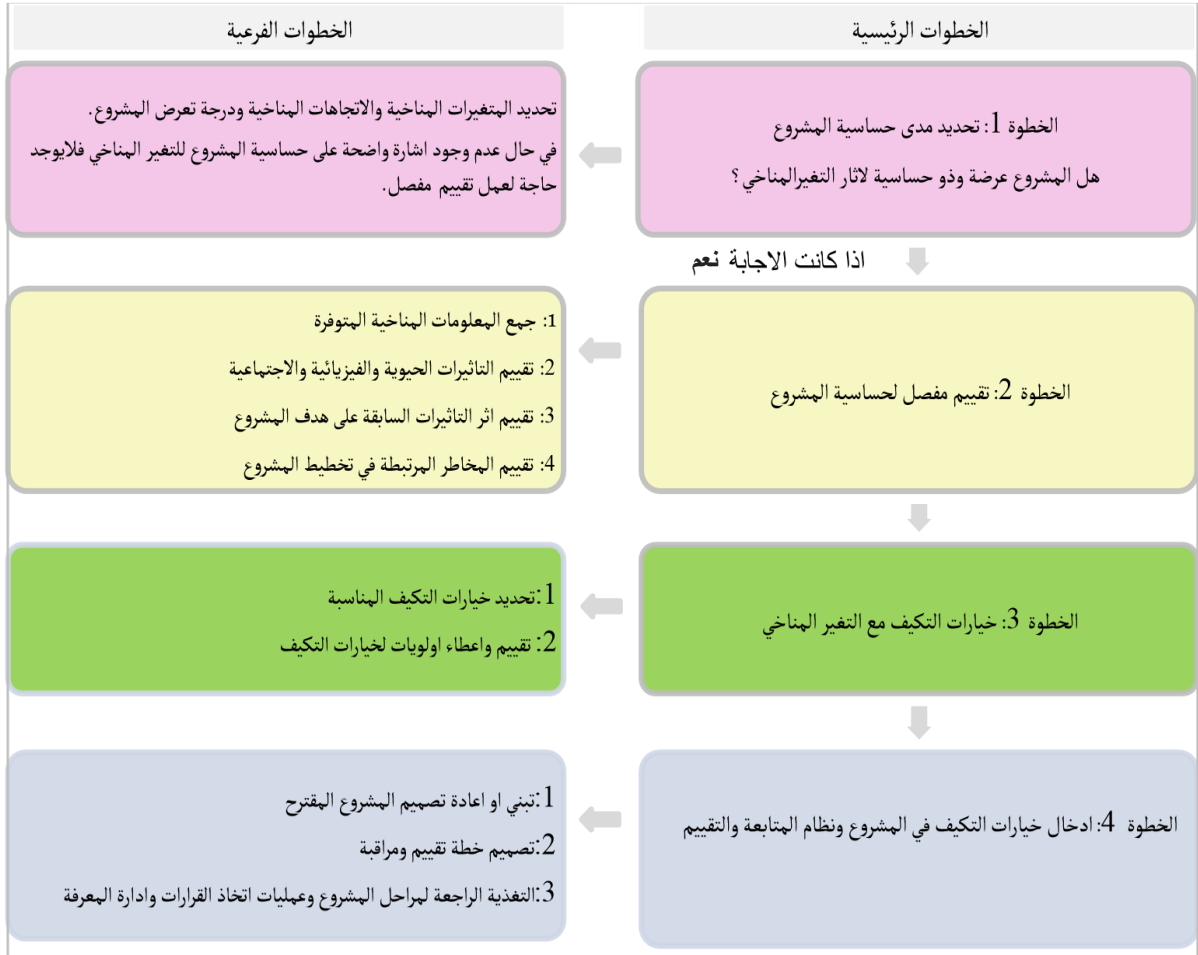 الخطوات الرئيسية
الخطوات الفرعية
الخطوة 1: تحديد مدى حساسية المشروع
هل المشروع عرضة وذو حساسية لاثار التغيرالمناخي ؟
تحديد المتغيرات المناخية والاتجاهات المناخية ودرجة تعرض المشروع.
في حال عدم وجود اشارة واضحة على حساسية المشروع للتغير المناخي فلايوجد
حاجة لعمل تقييم مفصل.
اذا كانت الاجابة نعم
الخطوة 2: تقييم مفصل لحساسية المشروع
1: جمع المعلومات المناخية المتوفرة
2: تقييم التاثيرات الحيوية والفيزيائية والاجتماعية
3: تقييم اثر التاثيرات السابقة على هدف المشروع
4: تقييم المخاطر المرتبطة في تخطيط المشروع
الخطوة 3: خيارات التكيف مع التغير المناخي
1:تحديد خيارات التكيف المناسبة
2: تقييم واعطاء اولويات لخيارات التكيف
الخطوة 4: ادخال خيارات التكيف في المشروع ونظام المتابعة والتقييم
1:تبني او اعادة تصميم المشروع المقترح
2:تصميم خطة تقييم ومراقبة
3:التغذية الراجعة لمراحل المشروع وعمليات اتخاذ القرارات وادارة المعرفة